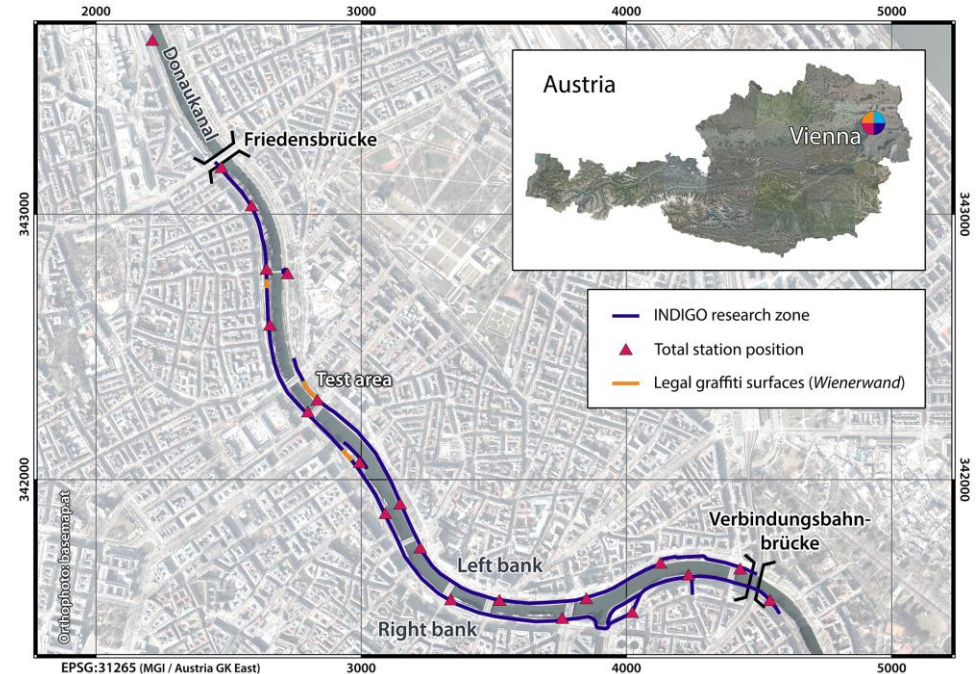 2000
3000
4000
5000
Donaukanal
Friedensbrücke
Austria
Vienna
343000
343000
INDIGO research zone
Total station position
Legal graffiti surfaces (Wienerwand)
Test area
342000
342000
Orthophoto: basemap.at
Verbindungsbahn-
brücke
Left bank
Right bank
EPSG:31265 (MGI / Austria GK East)
2000
3000
4000
5000